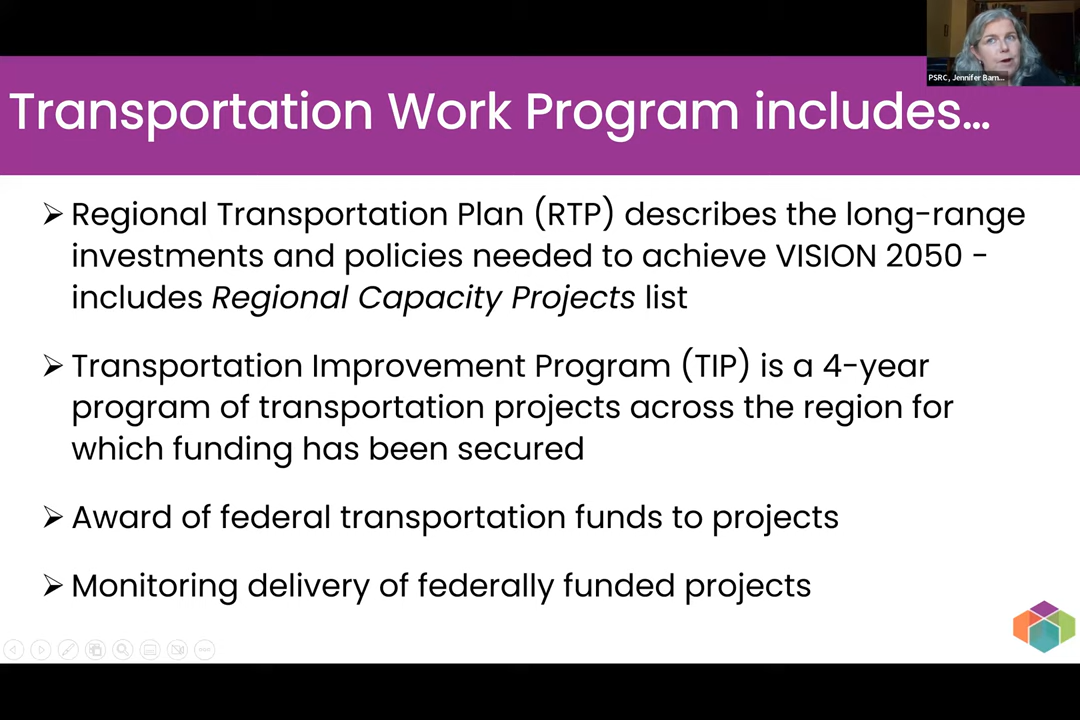 PSRC, Jennifer Barn...
Transportation Work Program includes…
➢ Regional Transportation Plan (RTP) describes the long-range
investments and policies needed to achieve VISION 2050 -
includes Regional Capacity Projects list
➢ Transportation Improvement Program (TIP) is a 4-year
program of transportation projects across the region for
which funding has been secured
➢ Award of federal transportation funds to projects
➢ Monitoring delivery of federally funded projects